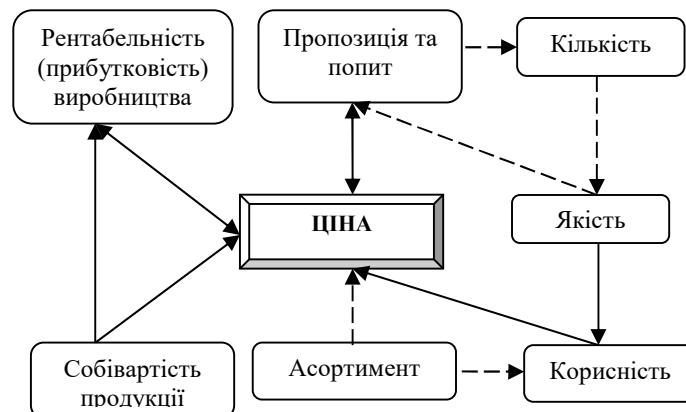 Рентабельність
(прибутковість)
виробництва
Пропозиція та
попит
Кількість
ЦІНА
Якість
Собівартість
продукції
Асортимент
Корисність